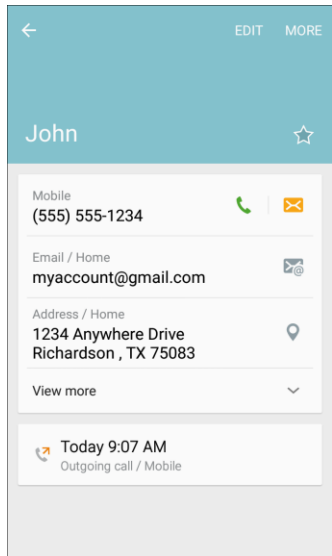 EDIT MORE
John
Mobile
(555) 555-1234
Email / Home
myaccount@gmail.com
Address / Home
1234 Anywhere Drive
Richardson , TX 75083
View more
Today 9:07 AM
Outgoing call / Mobile